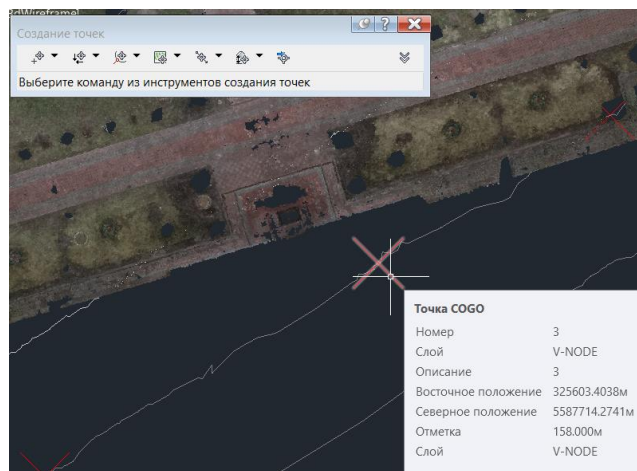 2dWireframe]
Создание точек
Выберите команду из инструментов создания точек
Точка COGO
Номер 3
Слой V-NODE
Описание 3
Восточное положение 325603.4038м
Северное положение 5587714.2741м
Отметка 158.000м
Слой V-NODE